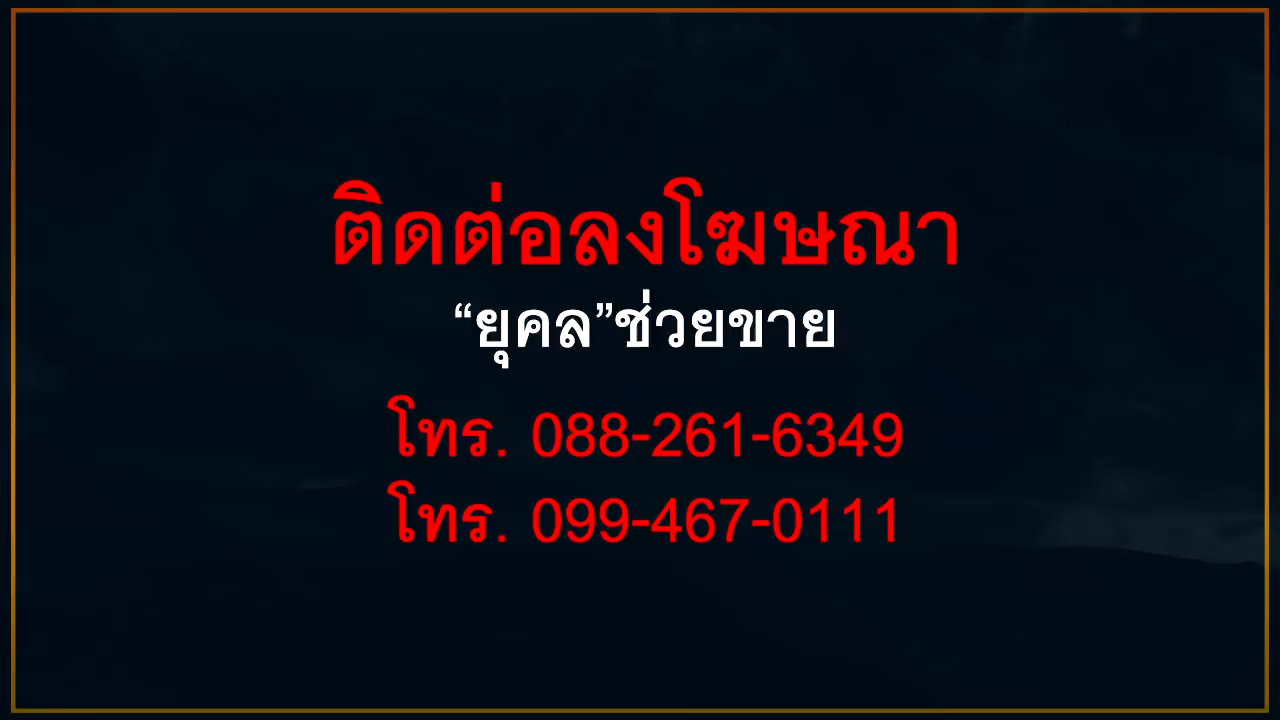 ติดต่อลงโฆษณา
“ยุคล”ช่วยขาย
โทร. 088-261-6349
โทร. 099-467-0111